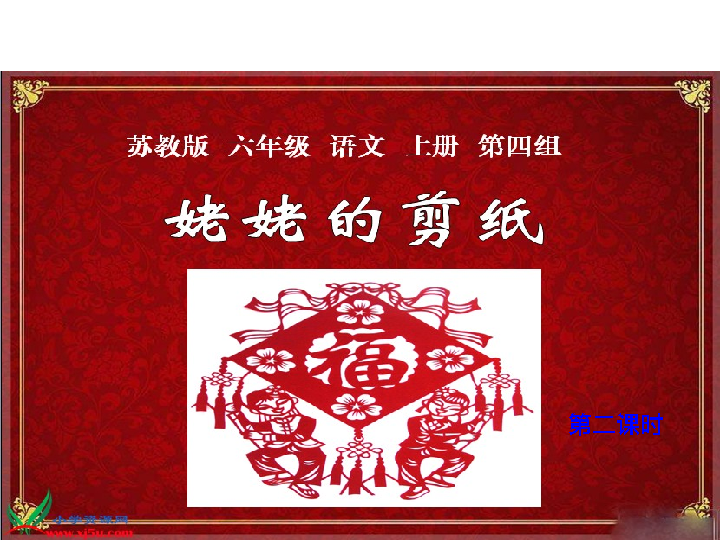 苏教版 六年级 语文 上册 第四组
姥姥的剪纸
福
第二课时
小学资源网
www.xj5u.com